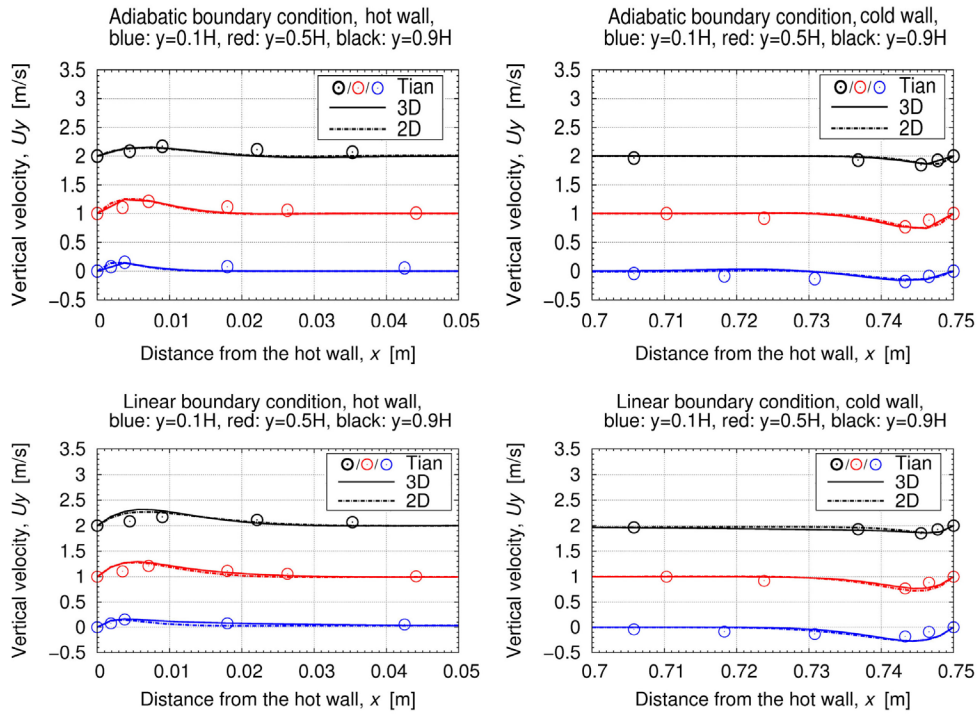 Adiabatic boundary condition, hot wall,
blue: y=0.1H, red: y=0.5H, black: y=0.9H
Vertical velocity, Uy [m/s]
3.5
3
2.5
2
1.5
1
0.5
0
−0.5
/ / Tian
3D
2D
0 0.01 0.02 0.03 0.04 0.05
Distance from the hot wall, x [m]
Adiabatic boundary condition, cold wall,
blue: y=0.1H, red: y=0.5H, black: y=0.9H
Vertical velocity, Uy [m/s]
3.5
3
2.5
2
1.5
1
0.5
0
−0.5
/ / Tian
3D
2D
0.7 0.71 0.72 0.73 0.74 0.75
Distance from the hot wall, x [m]
Linear boundary condition, hot wall,
blue: y=0.1H, red: y=0.5H, black: y=0.9H
Vertical velocity, Uy [m/s]
3.5
3
2.5
2
1.5
1
0.5
0
−0.5
/ / Tian
3D
2D
0 0.01 0.02 0.03 0.04 0.05
Distance from the hot wall, x [m]
Linear boundary condition, cold wall,
blue: y=0.1H, red: y=0.5H, black: y=0.9H
Vertical velocity, Uy [m/s]
3.5
3
2.5
2
1.5
1
0.5
0
−0.5
/ / Tian
3D
2D
0.7 0.71 0.72 0.73 0.74 0.75
Distance from the hot wall, x [m]